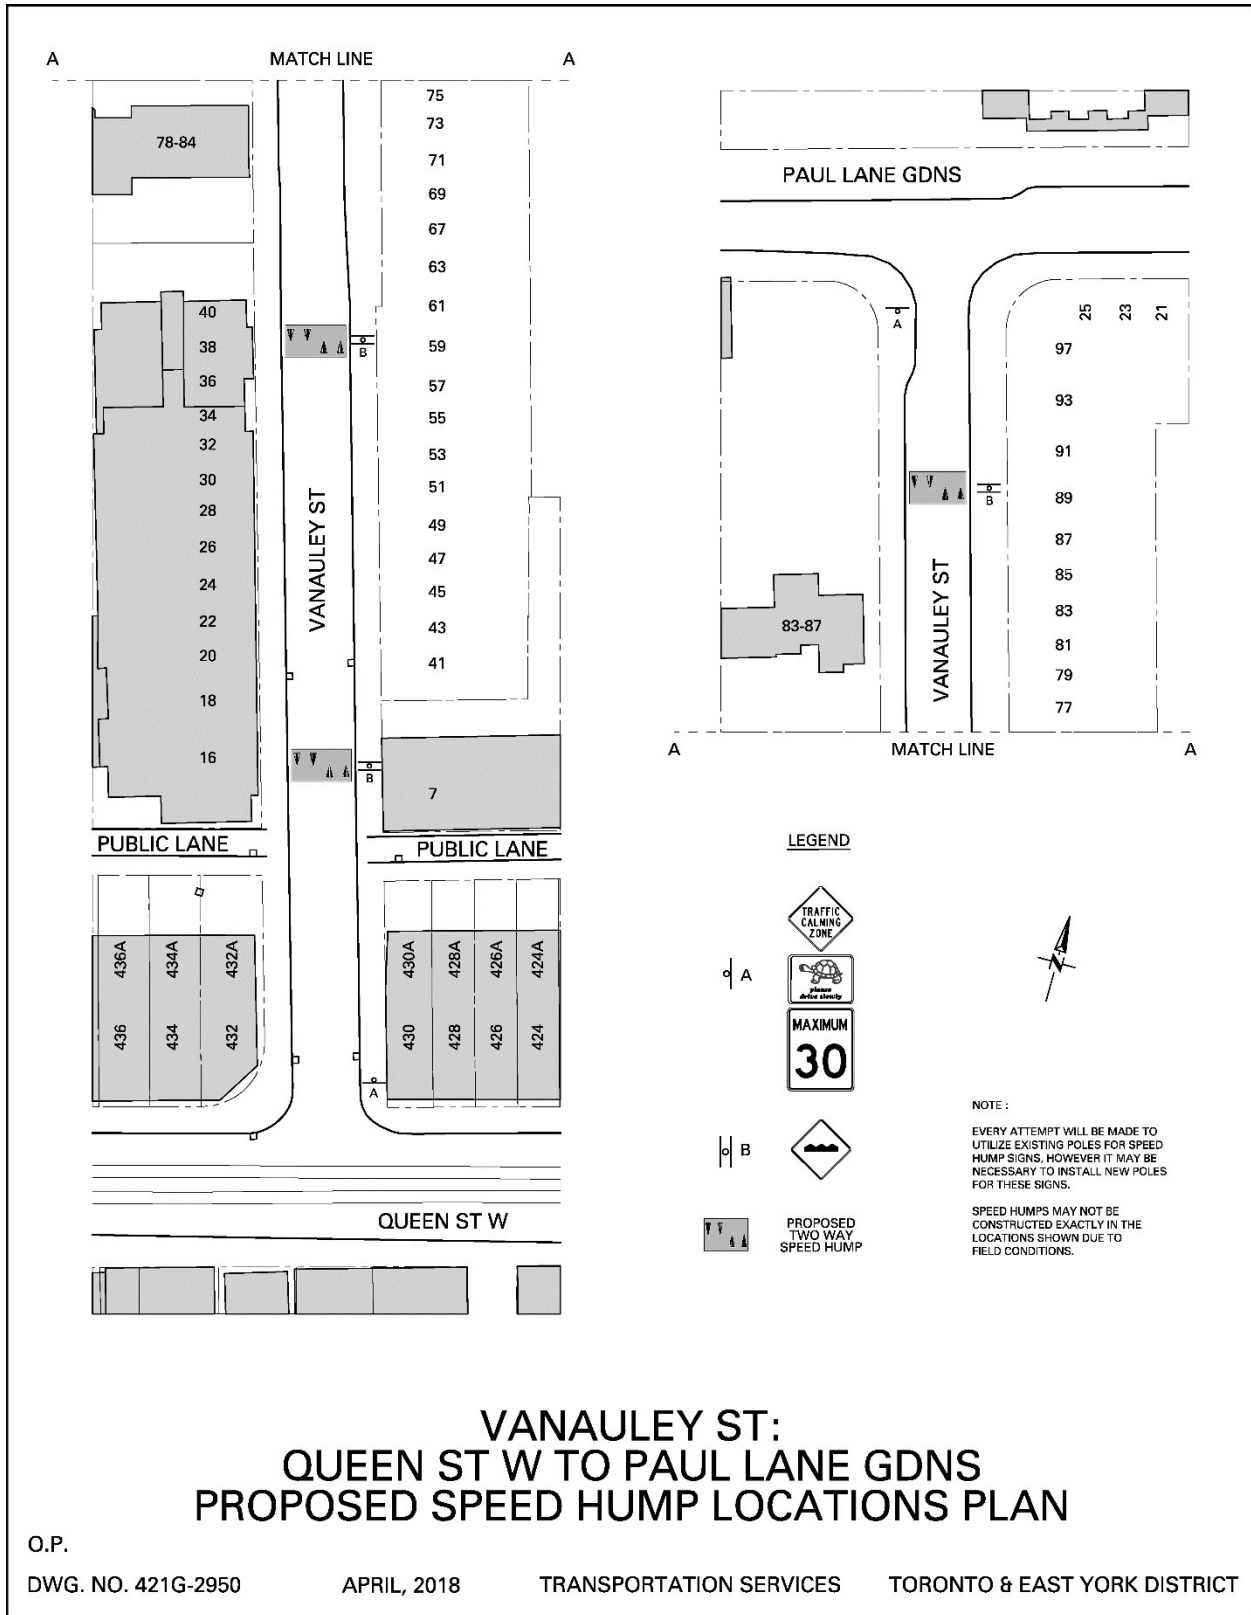 A MATCH LINE A
78-84
75
73
71
69
67
63
61
59
57
55
53
51
49
47
45
43
41
40
38
36
34
32
30
28
26
24
22
20
18
16
B
VANAULEY ST
B
7
PUBLIC LANE
PUBLIC LANE
436A
434A
432A
430A
428A
426A
424A
436
434
432
430
428
426
424
A
QUEEN ST W
PAUL LANE GDNS
A
25
23
21
97
93
91
89
87
85
83
81
79
77
B
83-87
VANAULEY ST
A MATCH LINE A
LEGEND
A
TRAFFIC
CALMING
ZONE
please
drive slowly
MAXIMUM
30
B
PROPOSED
TWO WAY
SPEED HUMP
N
NOTE :
EVERY ATTEMPT WILL BE MADE TO
UTILIZE EXISTING POLES FOR SPEED
HUMP SIGNS, HOWEVER IT MAY BE
NECESSARY TO INSTALL NEW POLES
FOR THESE SIGNS.
SPEED HUMPS MAY NOT BE
CONSTRUCTED EXACTLY IN THE
LOCATIONS SHOWN DUE TO
FIELD CONDITIONS.
VANAULEY ST:
QUEEN ST W TO PAUL LANE GDNS
PROPOSED SPEED HUMP LOCATIONS PLAN
O.P.
DWG. NO. 421G-2950 APRIL, 2018 TRANSPORTATION SERVICES TORONTO & EAST YORK DISTRICT